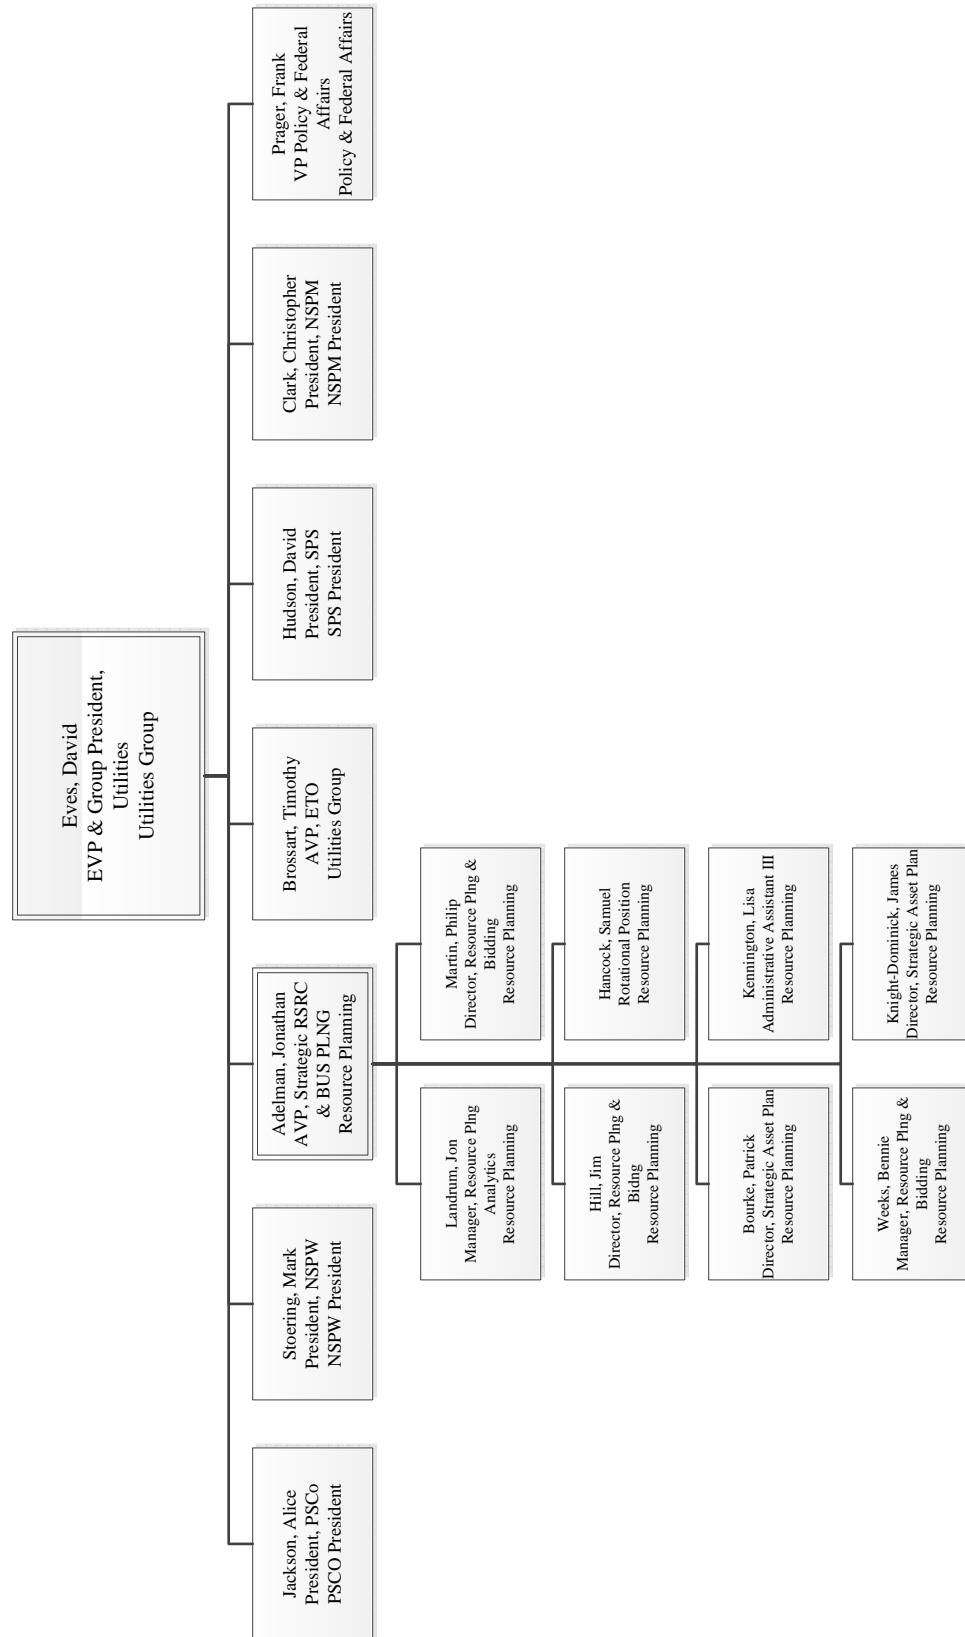 Eves, David
EVP & Group President,
Utilities
Utilities Group
Jackson, Alice
President, PSCo
PSCO President
Stoering, Mark
President, NSPW
NSPW President
Adelman, Jonathan
AVP, Strategic RSRC
& BUS PLNG
Resource Planning
Brossart, Timothy
AVP, ETO
Utilities Group
Hudson, David
President, SPS
SPS President
Clark, Christopher
President, NSPM
NSPM President
Prager, Frank
VP Policy & Federal
Affairs
Policy & Federal Affairs
Landrum, Jon
Manager, Resource Plng
Analytics
Resource Planning
Martin, Philip
Director, Resource Plng &
Bidding
Resource Planning
Hill, Jim
Director, Resource Plng &
Bidng
Resource Planning
Hancock, Samuel
Rotational Position
Resource Planning
Bourke, Patrick
Director, Strategic Asset Plan
Resource Planning
Kennington, Lisa
Administrative Assistant III
Resource Planning
Weeks, Bennie
Manager, Resource Plng &
Bidding
Resource Planning
Knight-Dominick, James
Director, Strategic Asset Plan
Resource Planning